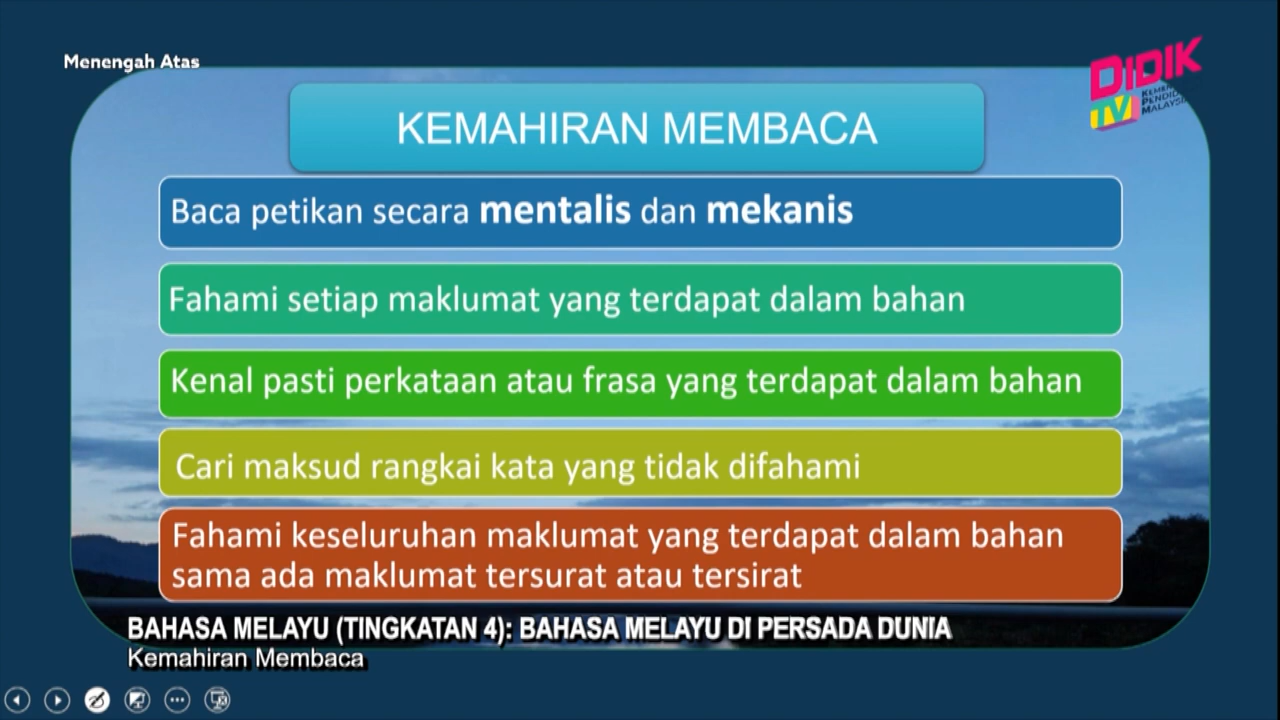 Menengah Atas
DIDIK
TV
KEMENTERIAN
PENDIDIKAN
MALAYSIA
KEMAHIRAN MEMBACA
Baca petikan secara mentalis dan mekanis
Fahami setiap maklumat yang terdapat dalam bahan
Kenal pasti perkataan atau frasa yang terdapat dalam bahan
Cari maksud rangkai kata yang tidak difahami
Fahami keseluruhan maklumat yang terdapat dalam bahan
sama ada maklumat tersurat atau tersirat
BAHASA MELAYU (TINGKATAN 4): BAHASA MELAYU DI PERSADA DUNIA
Kemahiran Membaca